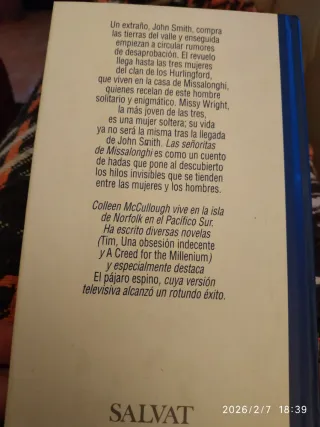 Un extraño, John Smith, compra
las tierras del valle y enseguida
empiezan a circular rumores
de desaprobación. El revuelo
llega hasta las tres mujeres
del clan de los Hurlingford,
que viven en la casa de Missalonghi,
quienes recelan de este hombre
solitario y enigmático. Missy Wright,
la más joven de las tres,
es una mujer soltera; su vida
ya no será la misma tras la llegada
de John Smith. Las señoritas
de Missalonghi es como un cuento
de hadas que pone al descubierto
los hilos invisibles que se tienden
entre las mujeres y los hombres.
Colleen McCullough vive en la isla
de Norfolk en el Pacífico Sur.
Ha escrito diversas novelas
(Tim, Una obsesión indecente
y A Creed for the Millenium)
y especialmente destaca
El pájaro espino, cuya versión
televisiva alcanzó un rotundo éxito.
SALVAT
2026/2/7 18:39